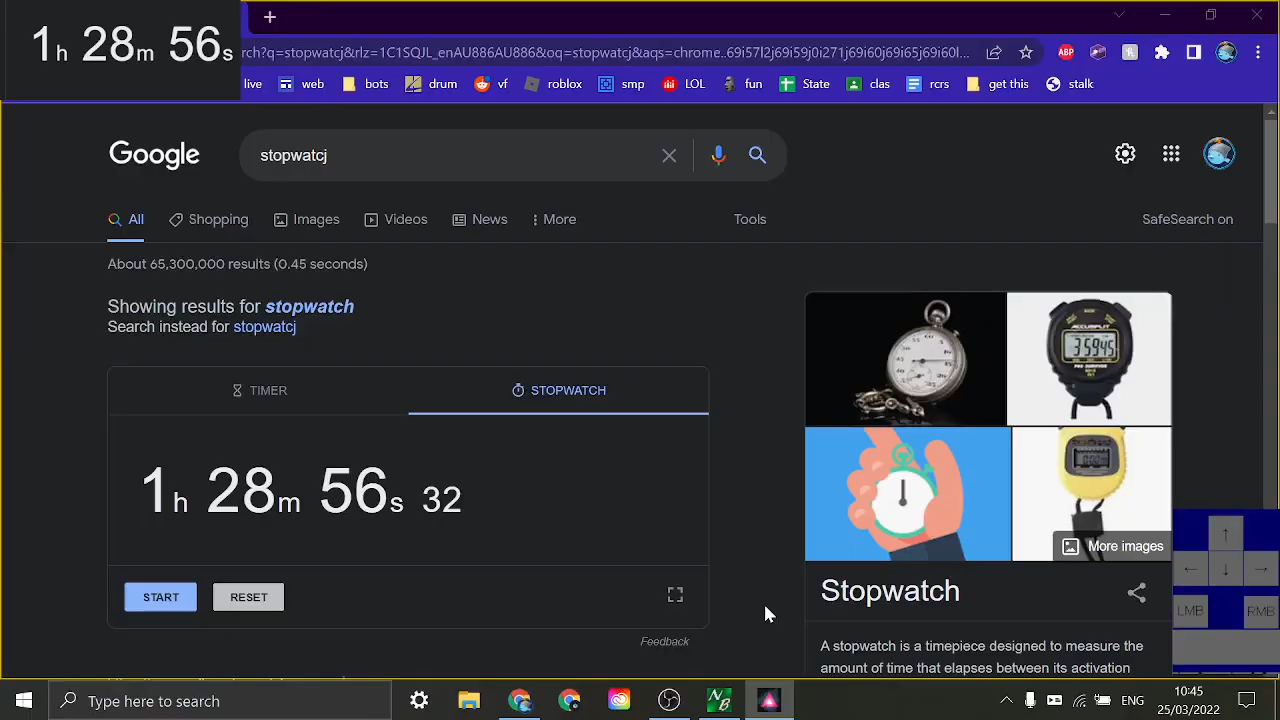 1h 28m 56s
rch?q=stopwatcj&rlz=1C1SQJL_enAU886AU886&oq=stopwatcj&aqs=chrome..69i57l2j69i59j0i271j69i60j69i65j69i60l...
ABP
live web bots drum vf roblox smp LOL fun State clas rcrs get this stalk
Google
stopwatcj
All Shopping Images Videos News More Tools SafeSearch on
About 65,300,000 results (0.45 seconds)
Showing results for stopwatch
Search instead for stopwatcj
TIMER STOPWATCH
1h 28m 56s 32
START RESET
Feedback
ACCUSPLIT
More images
Stopwatch
A stopwatch is a timepiece designed to measure the
amount of time that elapses between its activation
↑
← ↓ →
LMB RMB
Type here to search
ENG
10:45
25/03/2022